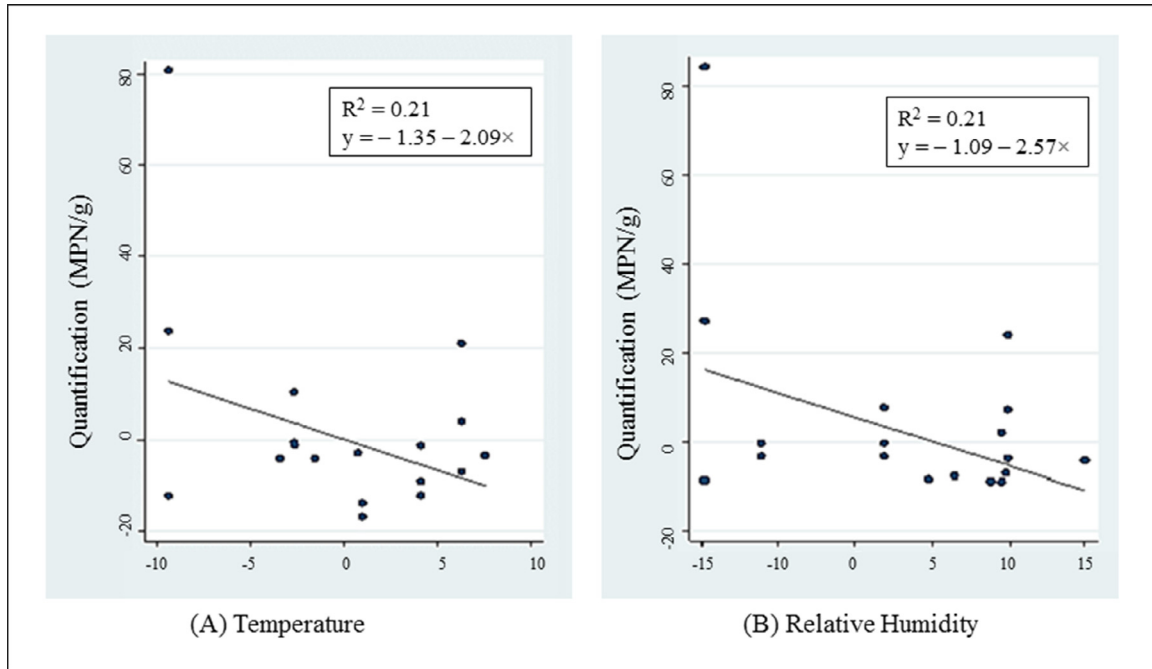 R² = 0.21
y = – 1.35 – 2.09×
Quantification (MPN/g)
80
60
40
20
0
-20
-10
-5
0
5
10
(A) Temperature
R² = 0.21
y = – 1.09 – 2.57×
Quantification (MPN/g)
80
60
40
20
0
-20
-15
-10
0
5
10
15
(B) Relative Humidity